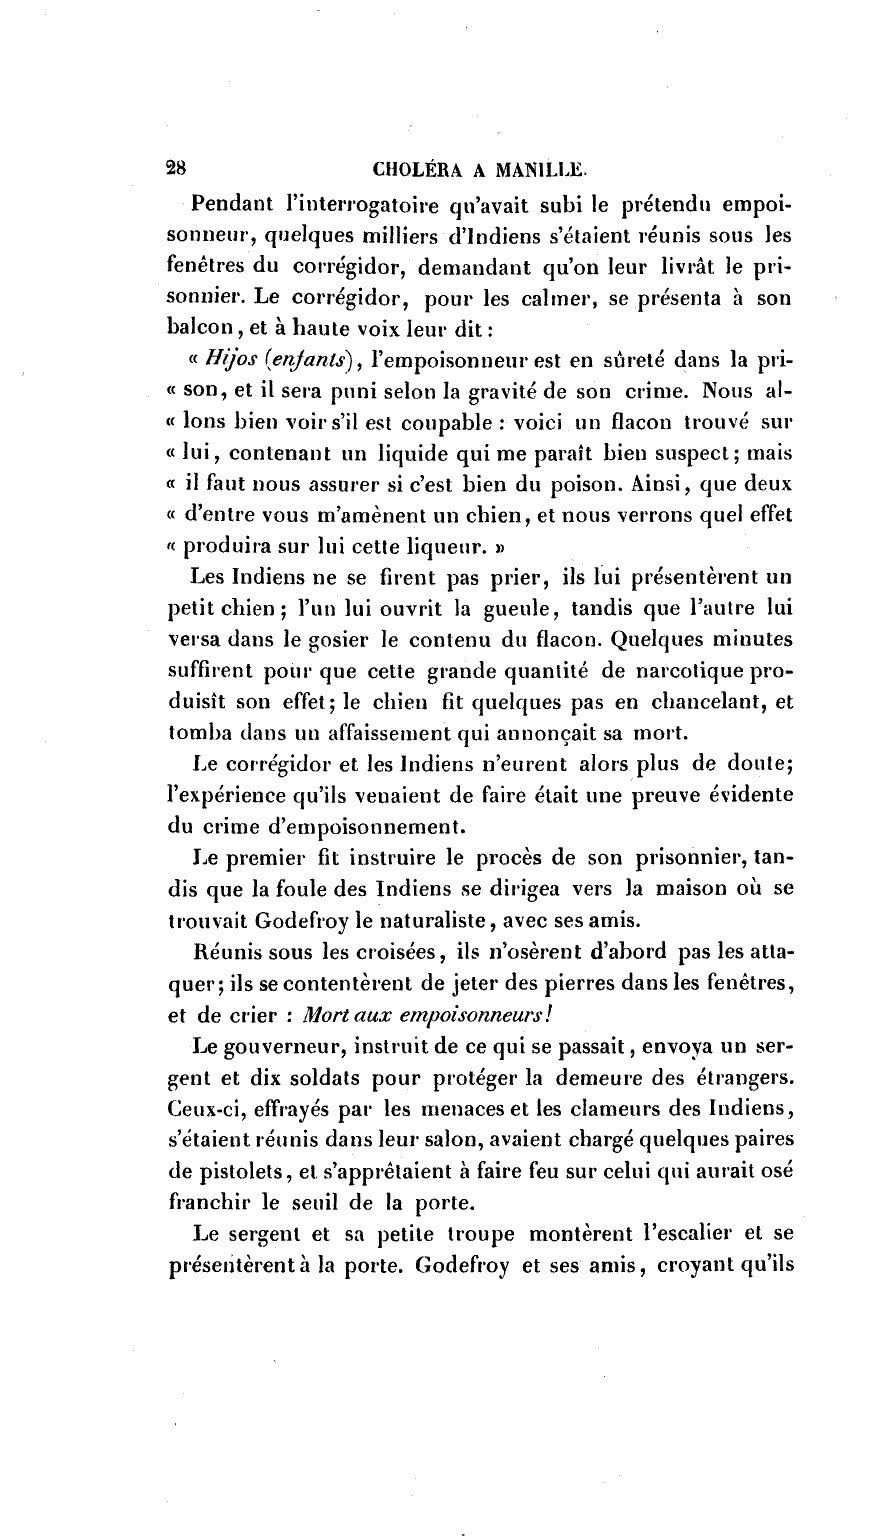 28 CHOLÉRA A MANILLE.
Pendant l'interrogatoire qu'avait subi le prétendu empoi-
sonneur, quelques milliers d'Indiens s'étaient réunis sous les
fenêtres du corrégidor, demandant qu'on leur livrât le pri-
sonnier. Le corrégidor, pour les calmer, se présenta à son
balcon, et à haute voix leur dit :
« Hijos (enfants), l'empoisonneur est en sûreté dans la pri-
« son, et il sera puni selon la gravité de son crime. Nous al-
« lons bien voir s'il est coupable : voici un flacon trouvé sur
« lui, contenant un liquide qui me paraît bien suspect; mais
« il faut nous assurer si c'est bien du poison. Ainsi, que deux
« d'entre vous m'amènent un chien, et nous verrons quel effet
« produira sur lui cette liqueur. »
Les Indiens ne se firent pas prier, ils lui présentèrent un
petit chien; l'un lui ouvrit la gueule, tandis que l'autre lui
versa dans le gosier le contenu du flacon. Quelques minutes
suffirent pour que cette grande quantité de narcotique pro-
duisît son effet; le chien fit quelques pas en chancelant, et
tomba dans un affaissement qui annonçait sa mort.
Le corrégidor et les Indiens n'eurent alors plus de doute;
l'expérience qu'ils venaient de faire était une preuve évidente
du crime d'empoisonnement.
Le premier fit instruire le procès de son prisonnier, tan-
dis que la foule des Indiens se dirigea vers la maison où se
trouvait Godefroy le naturaliste, avec ses amis.
Réunis sous les croisées, ils n'osèrent d'abord pas les atta-
quer; ils se contentèrent de jeter des pierres dans les fenêtres,
et de crier : Mort aux empoisonneurs!
Le gouverneur, instruit de ce qui se passait, envoya un ser-
gent et dix soldats pour protéger la demeure des étrangers.
Ceux-ci, effrayés par les menaces et les clameurs des Indiens,
s'étaient réunis dans leur salon, avaient chargé quelques paires
de pistolets, et s'apprêtaient à faire feu sur celui qui aurait osé
franchir le seuil de la porte.
Le sergent et sa petite troupe montèrent l'escalier et se
présentèrent à la porte. Godefroy et ses amis, croyant qu'ils